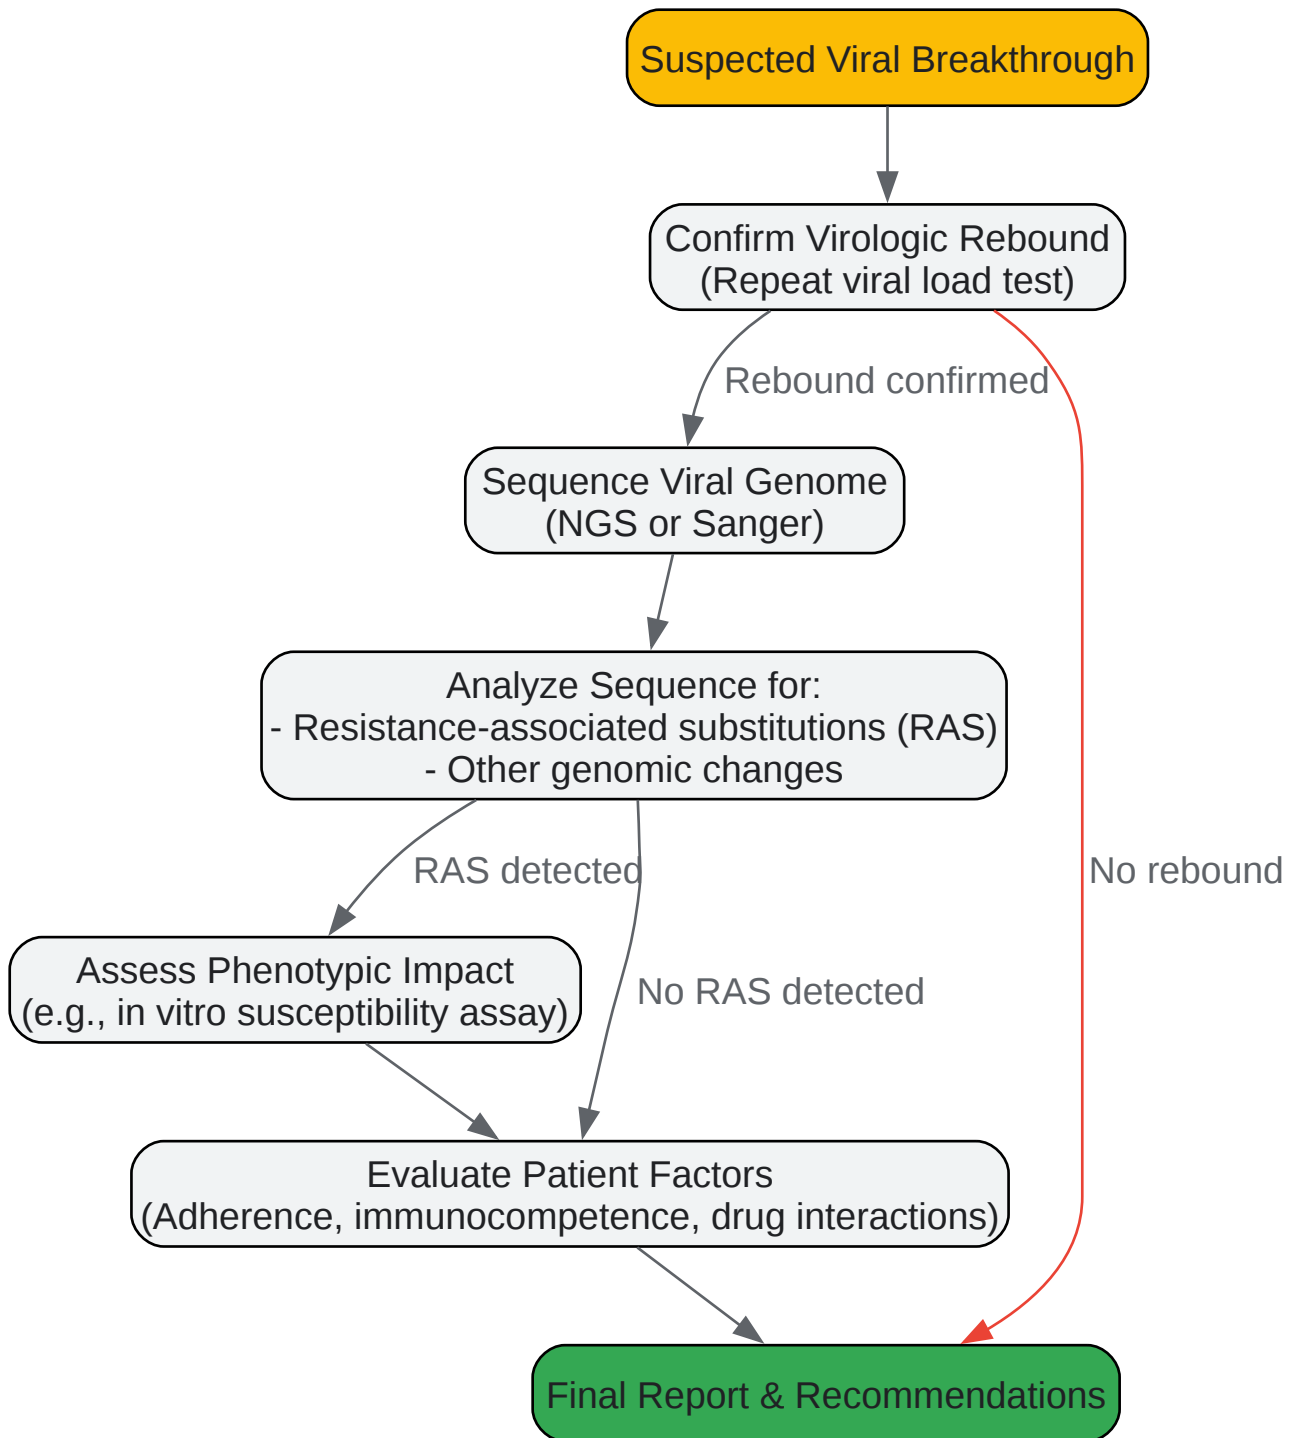 Suspected Viral Breakthrough
Confirm Virologic Rebound
(Repeat viral load test)
Rebound confirmed
Sequence Viral Genome
(NGS or Sanger)
Analyze Sequence for:
- Resistance-associated substitutions (RAS)
- Other genomic changes
RAS detected
No rebound
Assess Phenotypic Impact
(e.g., in vitro susceptibility assay)
No RAS detected
Evaluate Patient Factors
(Adherence, immunocompetence, drug interactions)
Final Report & Recommendations